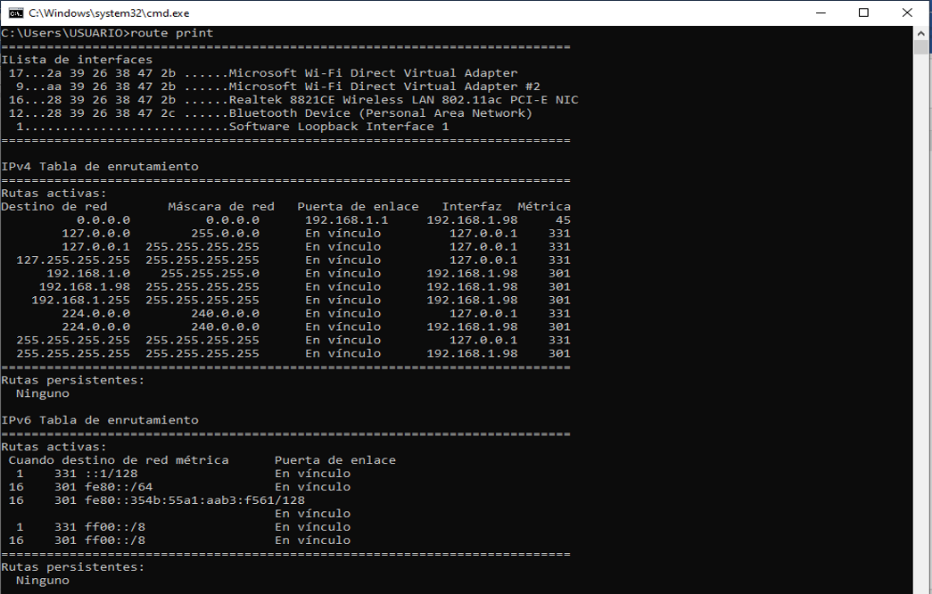 C:\Windows\system32\cmd.exe
C:\Users\USUARIO>route print
===========================================================================
ILista de interfaces
 17...2a 39 26 38 47 2b ......Microsoft Wi-Fi Direct Virtual Adapter
  9...aa 39 26 38 47 2b ......Microsoft Wi-Fi Direct Virtual Adapter #2
 16...28 39 26 38 47 2b ......Realtek 8821CE Wireless LAN 802.11ac PCI-E NIC
 12...28 39 26 38 47 2c ......Bluetooth Device (Personal Area Network)
  1...........................Software Loopback Interface 1
===========================================================================
IPv4 Tabla de enrutamiento
===========================================================================
Rutas activas:
Destino de red        Máscara de red   Puerta de enlace   Interfaz  Métrica
          0.0.0.0          0.0.0.0      192.168.1.1     192.168.1.98     45
        127.0.0.0        255.0.0.0      En vínculo         127.0.0.1    331
        127.0.0.1  255.255.255.255      En vínculo         127.0.0.1    331
  127.255.255.255  255.255.255.255      En vínculo         127.0.0.1    331
      192.168.1.0    255.255.255.0      En vínculo      192.168.1.98    301
     192.168.1.98  255.255.255.255      En vínculo      192.168.1.98    301
    192.168.1.255  255.255.255.255      En vínculo      192.168.1.98    301
        224.0.0.0        240.0.0.0      En vínculo         127.0.0.1    331
        224.0.0.0        240.0.0.0      En vínculo      192.168.1.98    301
  255.255.255.255  255.255.255.255      En vínculo         127.0.0.1    331
  255.255.255.255  255.255.255.255      En vínculo      192.168.1.98    301
===========================================================================
Rutas persistentes:
  Ninguno
IPv6 Tabla de enrutamiento
===========================================================================
Rutas activas:
 Cuando destino de red métrica      Puerta de enlace
  1    331 ::1/128                  En vínculo
 16    301 fe80::/64                En vínculo
 16    301 fe80::354b:55a1:aab3:f561/128
                                    En vínculo
  1    331 ff00::/8                 En vínculo
 16    301 ff00::/8                 En vínculo
===========================================================================
Rutas persistentes:
  Ninguno